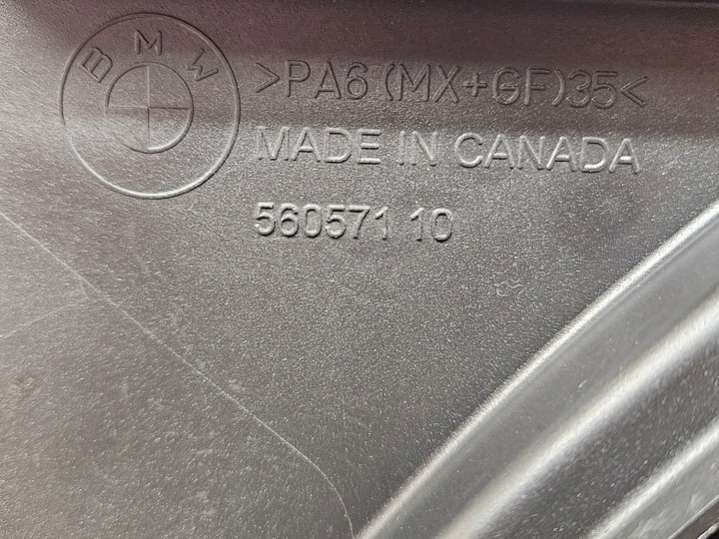 BMW
>PA6 (MX+GF)35<
MADE IN CANADA
560571 10